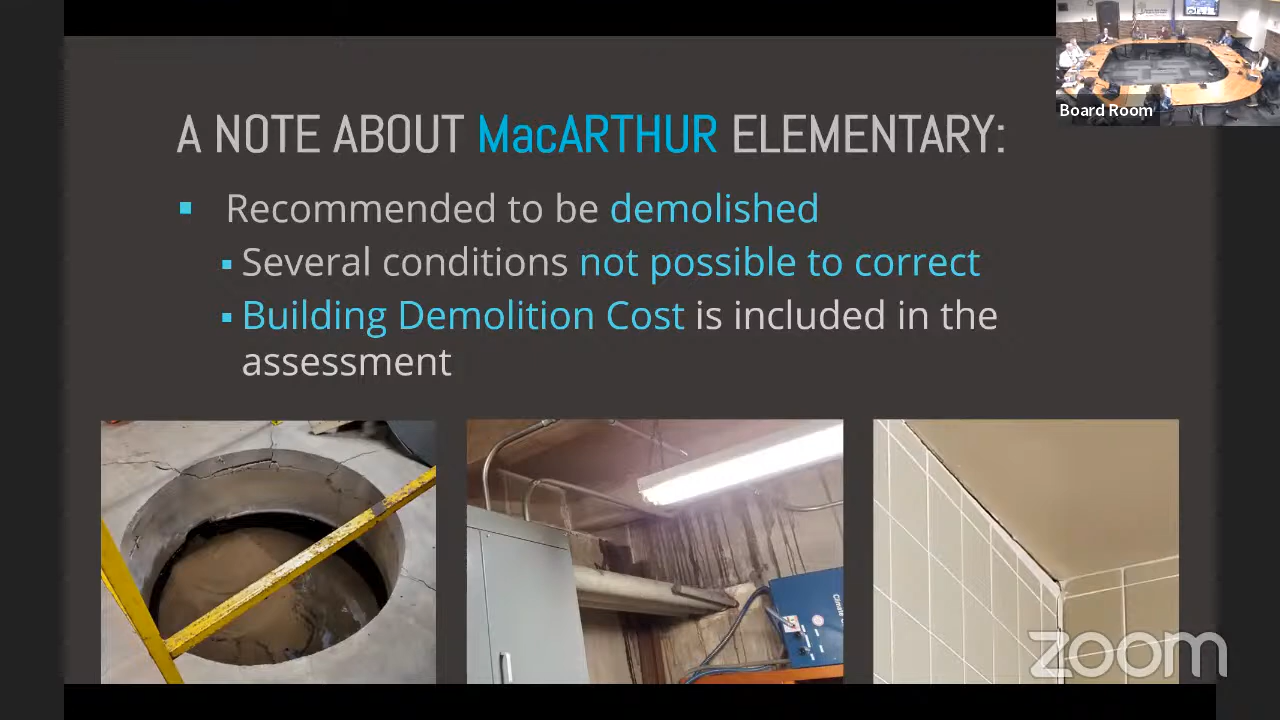 A NOTE ABOUT MacARTHUR ELEMENTARY:
Recommended to be demolished
Several conditions not possible to correct
Building Demolition Cost is included in the
assessment
Board Room
zoom